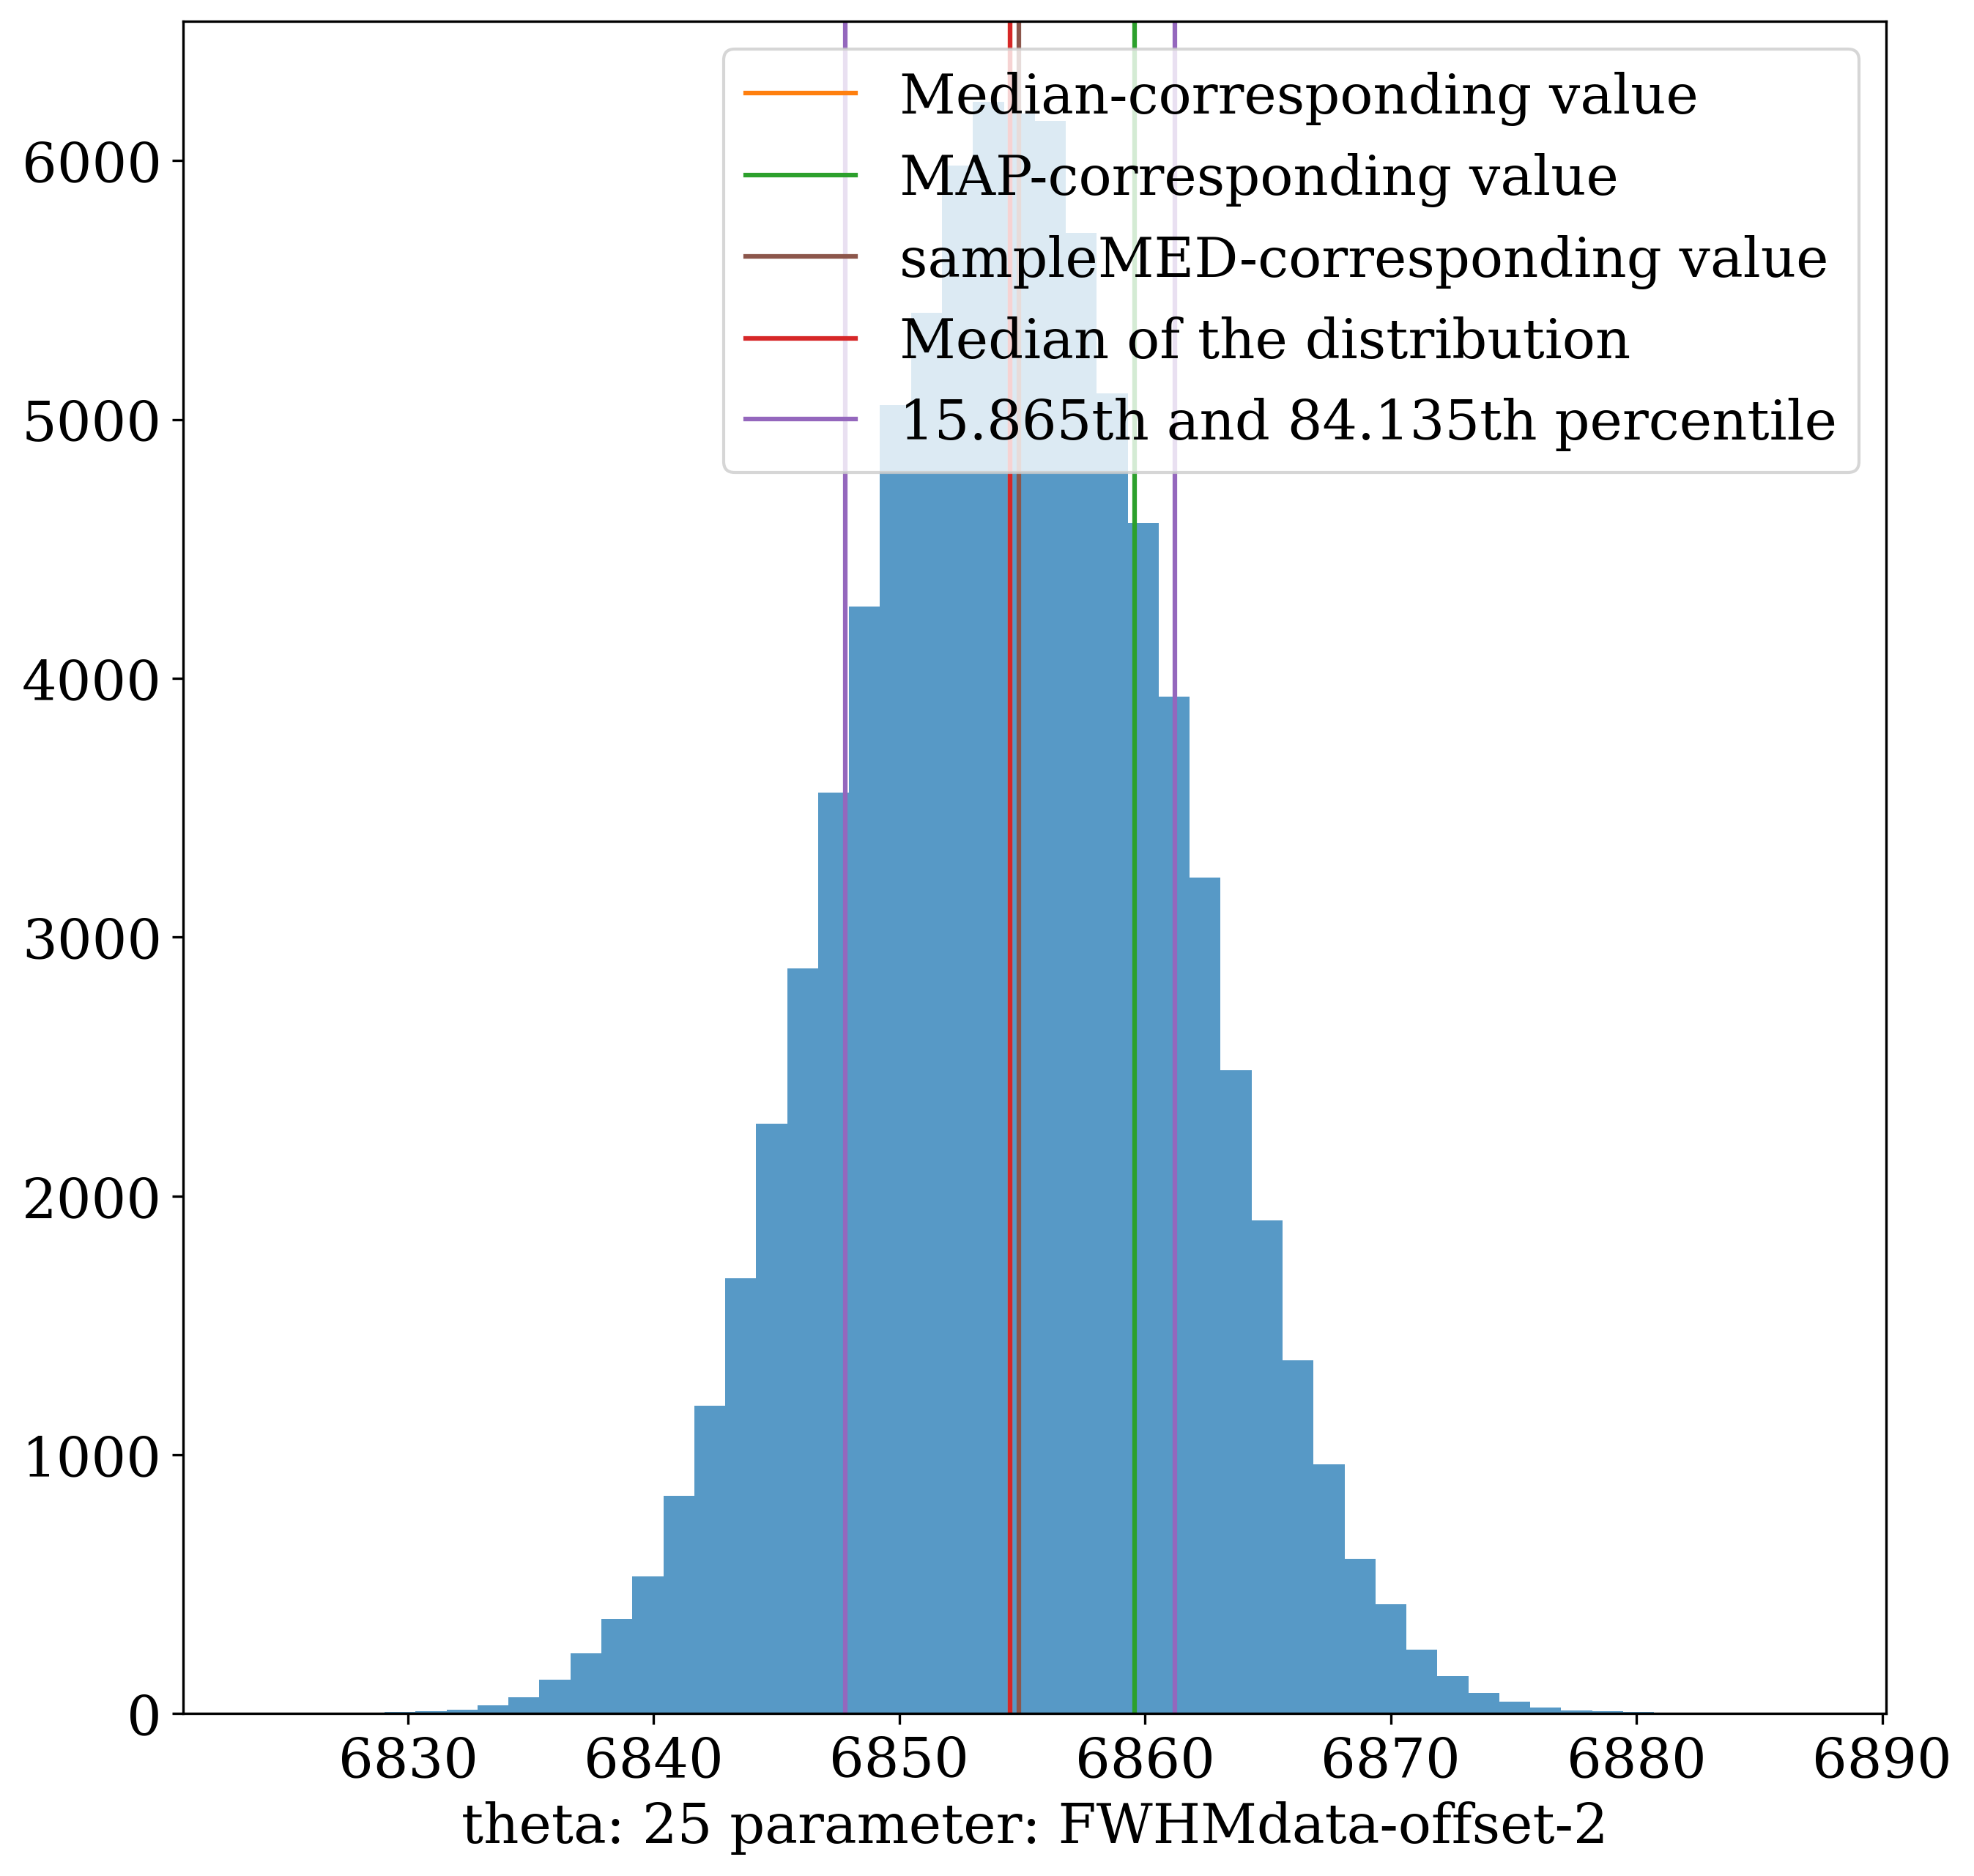 Median-corresponding value
MAP-corresponding value
sampleMED-corresponding value
Median of the distribution
15.865th and 84.135th percentile
6000
5000
4000
3000
2000
1000
0
6830 6840 6850 6860 6870 6880 6890
theta: 25 parameter: FWHMdata-offset-2